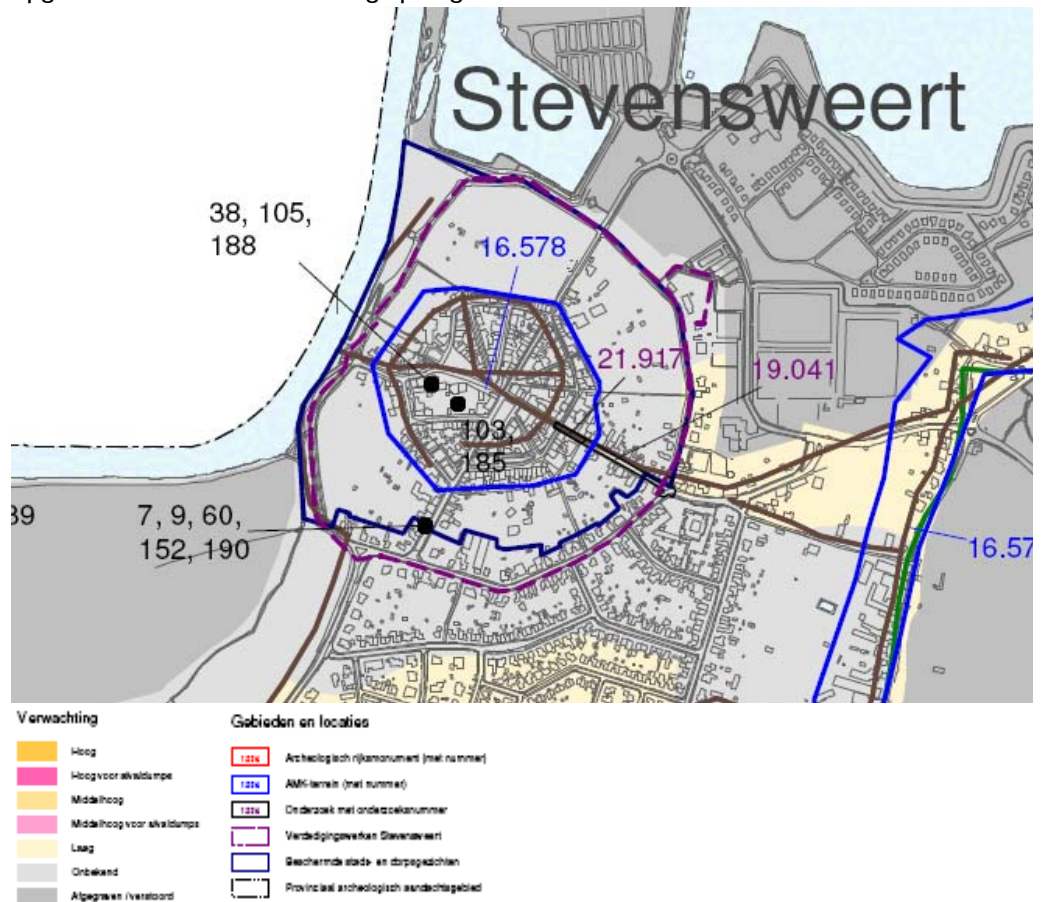 Stevensweert
38, 105,
188
16.578
21.917
19.041
103,
185
39
7, 9, 60,
152, 190
16.57
Verwachting
Hoog
Hoog voor afvaldumps
Middelhoog
Middelhoog voor afvaldumps
Laag
Onbekend
Afgegraven / verstoord
Gebieden en locaties
Archeologisch rijksmonument (met nummer)
AMK-terrein (met nummer)
Onderzoek met onderzoeksnummer
Verdedigingswerken Stevensweert
Beschermde stads- en dorpsgezichten
Provinciaal archeologisch aandachtsgebied